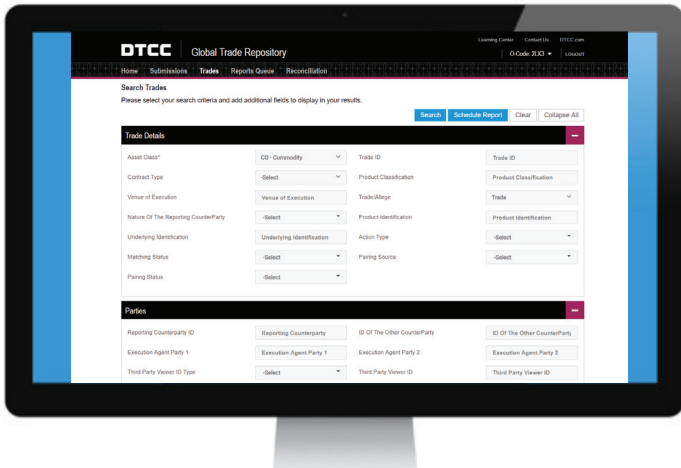 Learning Center Contact Us DTCC.com
DTCC Global Trade Repository
O-Code: 2LX3 LOGOUT
Home Submissions Trades Reports Queue Reconciliation
Search Trades
Please select your search criteria and add additional fields to display in your results.
Search Schedule Report Clear Collapse All
Trade Details
Asset Class* CO - Commodity Trade ID Trade ID
Contract Type -Select Product Classification Product Classification
Venue of Execution Venue of Execution Trade/Allege Trade
Nature Of The Reporting CounterParty -Select Product Identification Product Identification
Underlying Identification Underlying Identification Action Type -Select
Matching Status -Select Pairing Source -Select
Pairing Status -Select
Parties
Reporting Counterparty ID Reporting Counterparty ID Of The Other CounterParty ID Of The Other CounterParty
Execution Agent Party 1 Execution Agent Party 1 Execution Agent Party 2 Execution Agent Party 2
Third Party Viewer ID Type -Select Third Party Viewer ID Third Party Viewer ID